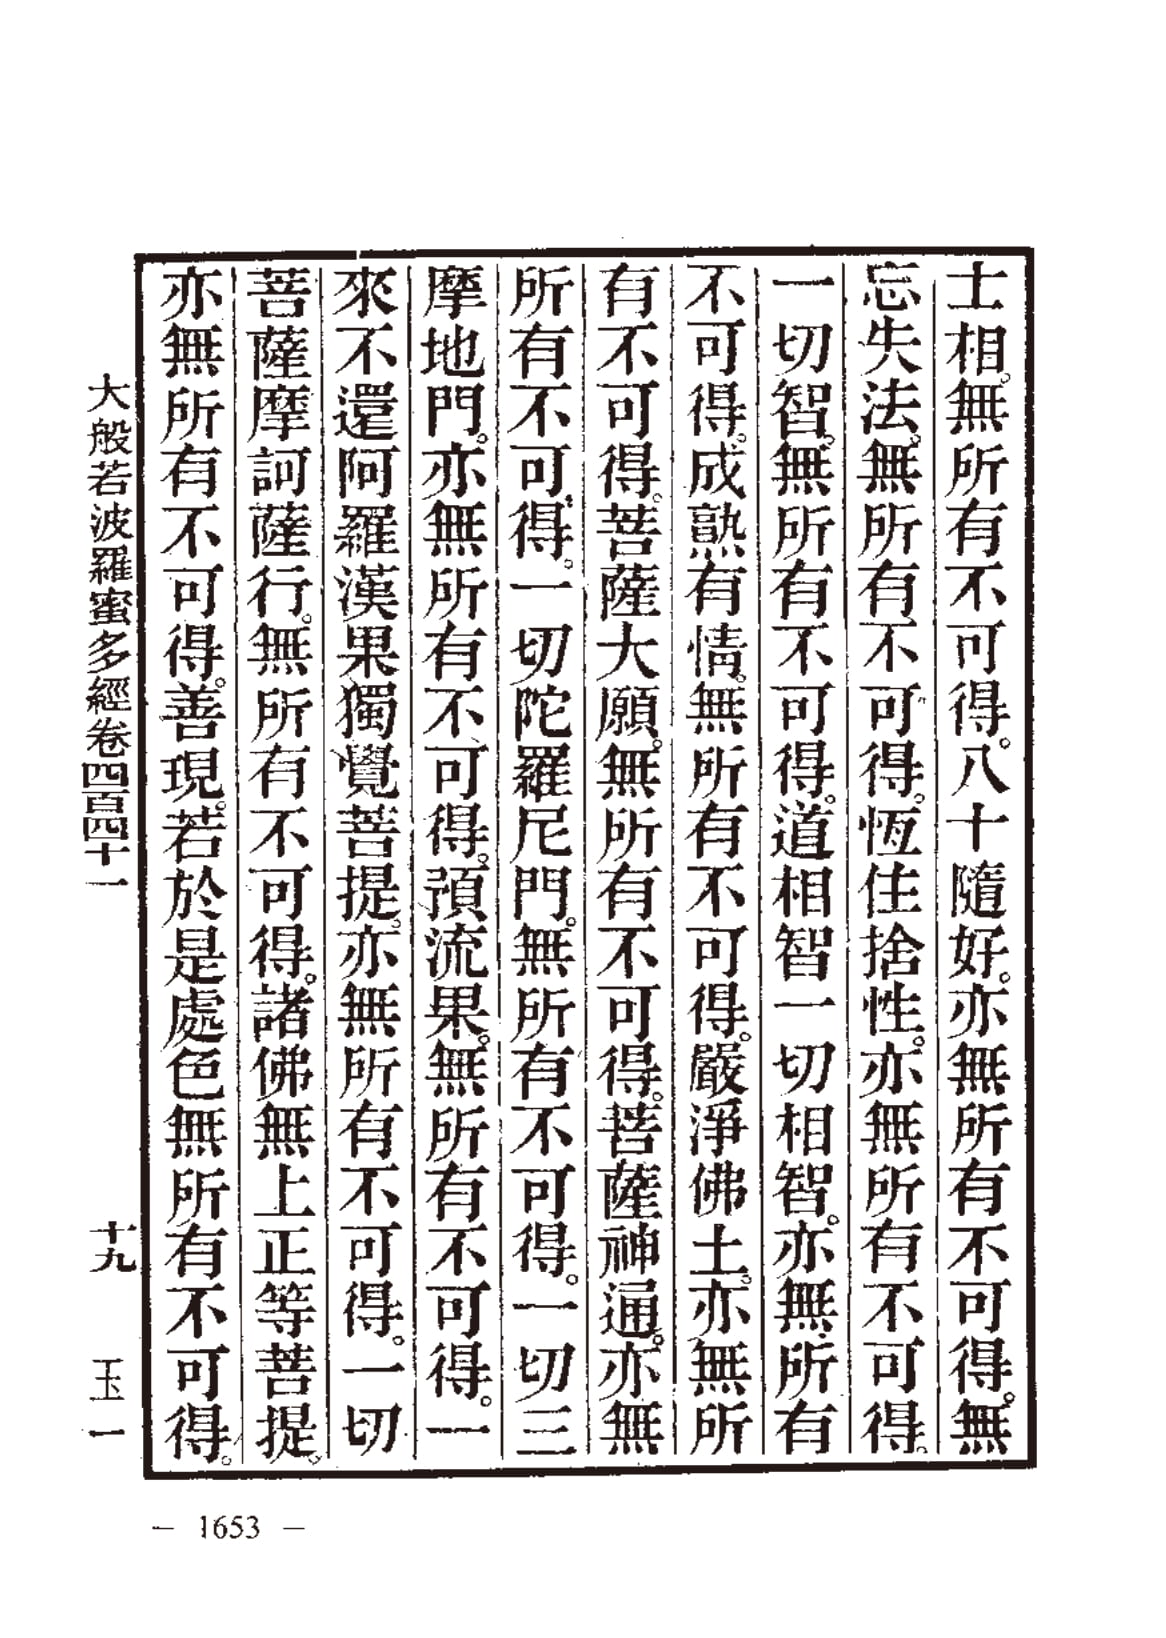 士相。無所有不可得。八十隨好。亦無所有不可得。無
忘失法。無所有不可得。恆住捨性。亦無所有不可得。
一切智。無所有不可得。道相智一切相智。亦無所有
不可得。成熟有情。無所有不可得。嚴淨佛土。亦無所
有不可得。菩薩大願。無所有不可得。菩薩神通。亦無
所有不可得。一切陀羅尼門。無所有不可得。一切三
摩地門。亦無所有不可得。預流果。無所有不可得。一
來不還阿羅漢果獨覺菩提。亦無所有不可得。一切
菩薩摩訶薩行。無所有不可得。諸佛無上正等菩提。
亦無所有不可得。善現。若於是處色無所有不可得。
大般若波羅蜜多經卷四百四十一 十九 玉一
— 1653 —